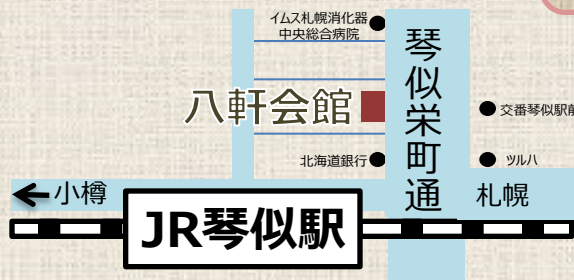 イムス札幌消化器
中央総合病院
琴似栄町通
八軒会館
交番琴似駅前
北海道銀行
ツルハ
小樽
札幌
JR琴似駅